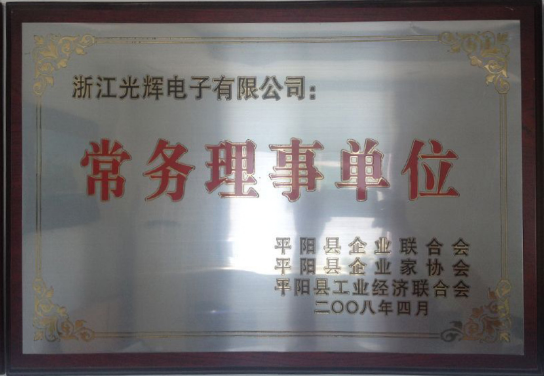 浙江光辉电子有限公司：
常务理事单位
平阳县企业联合会
平阳县企业家协会
平阳县工业经济联合会
二〇〇八年四月